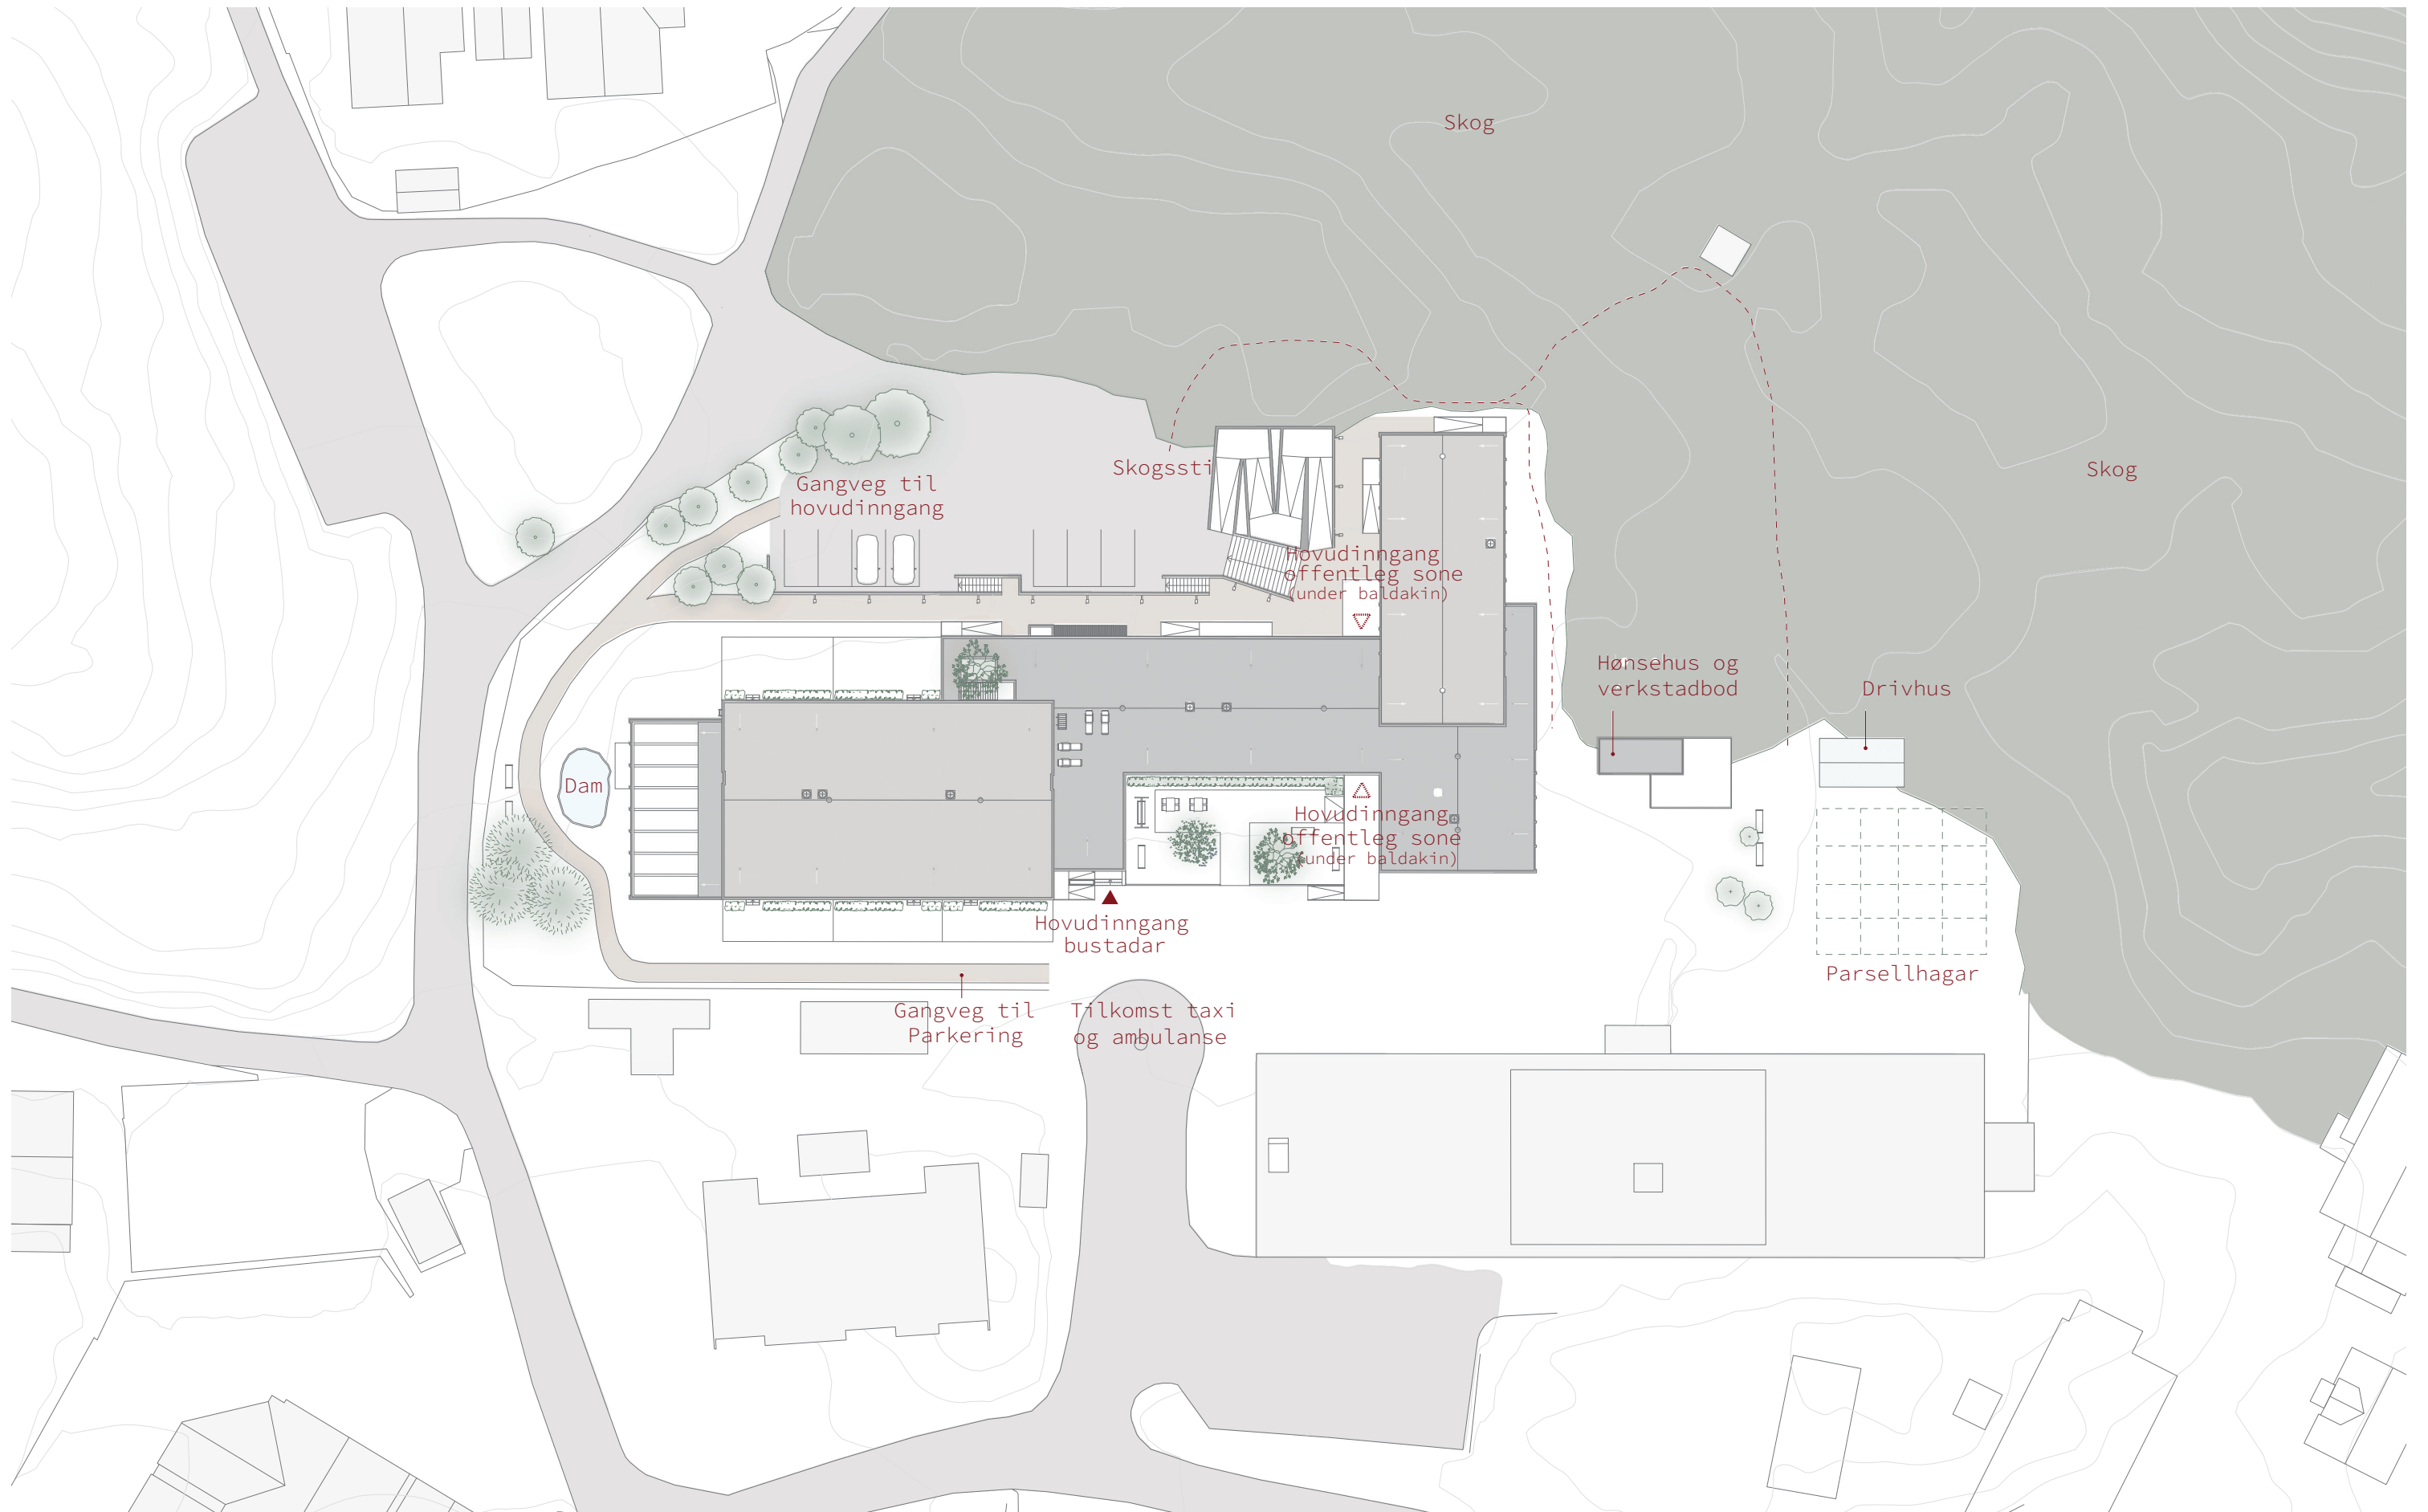 Skog
Skogssti
Skog
Gangveg til
hovudinngang
Hovudinngang
offentleg sone
(under baldakin)
Hønsehus og
verkstadbod
Drivhus
Dam
Hovudinngang
offentleg sone
(under baldakin)
Hovudinngang
bustadar
Parsellhagar
Gangveg til
Parkering
Tilkomst taxi
og ambulanse